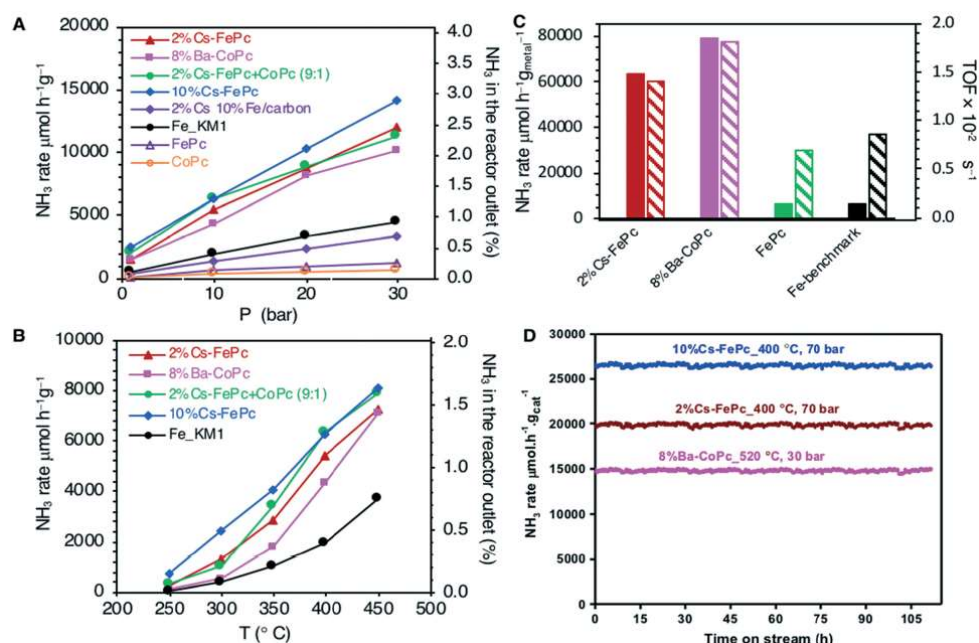 A
20000
15000
10000
5000
0
NH₃ rate μmol h⁻¹g⁻¹
2%Cs-FePc
8%Ba-CoPc
2%Cs-FePc+CoPc (9:1)
10%Cs-FePc
2%Cs 10%Fe/carbon
Fe_KM1
FePc
CoPc
4.0
3.5
3.0
2.5
2.0
1.5
1.0
0.5
0.0
NH₃ in the reactor outlet (%)
0 10 20 30
P (bar)
B
10000
8000
6000
4000
2000
0
NH₃ rate μmol h⁻¹g⁻¹
2%Cs-FePc
8%Ba-CoPc
2%Cs-FePc+CoPc (9:1)
10%Cs-FePc
Fe_KM1
2.0
1.5
1.0
0.5
0.0
NH₃ in the reactor outlet (%)
200 250 300 350 400 450 500
T (° C)
C
80000
60000
40000
20000
0
NH₃ rate μmol h⁻¹g_metal⁻¹
2.0
1.5
1.0
0.5
0.0
TOF × 10² s⁻¹
2%Cs-FePc
8%Ba-CoPc
FePc
Fe-benchmark
D
30000
25000
20000
15000
10000
5000
0
NH₃ rate μmol.h⁻¹.g_cat⁻¹
10%Cs-FePc_400 °C, 70 bar
2%Cs-FePc_400 °C, 70 bar
8%Ba-CoPc_520 °C, 30 bar
0 15 30 45 60 75 90 105
Time on stream (h)